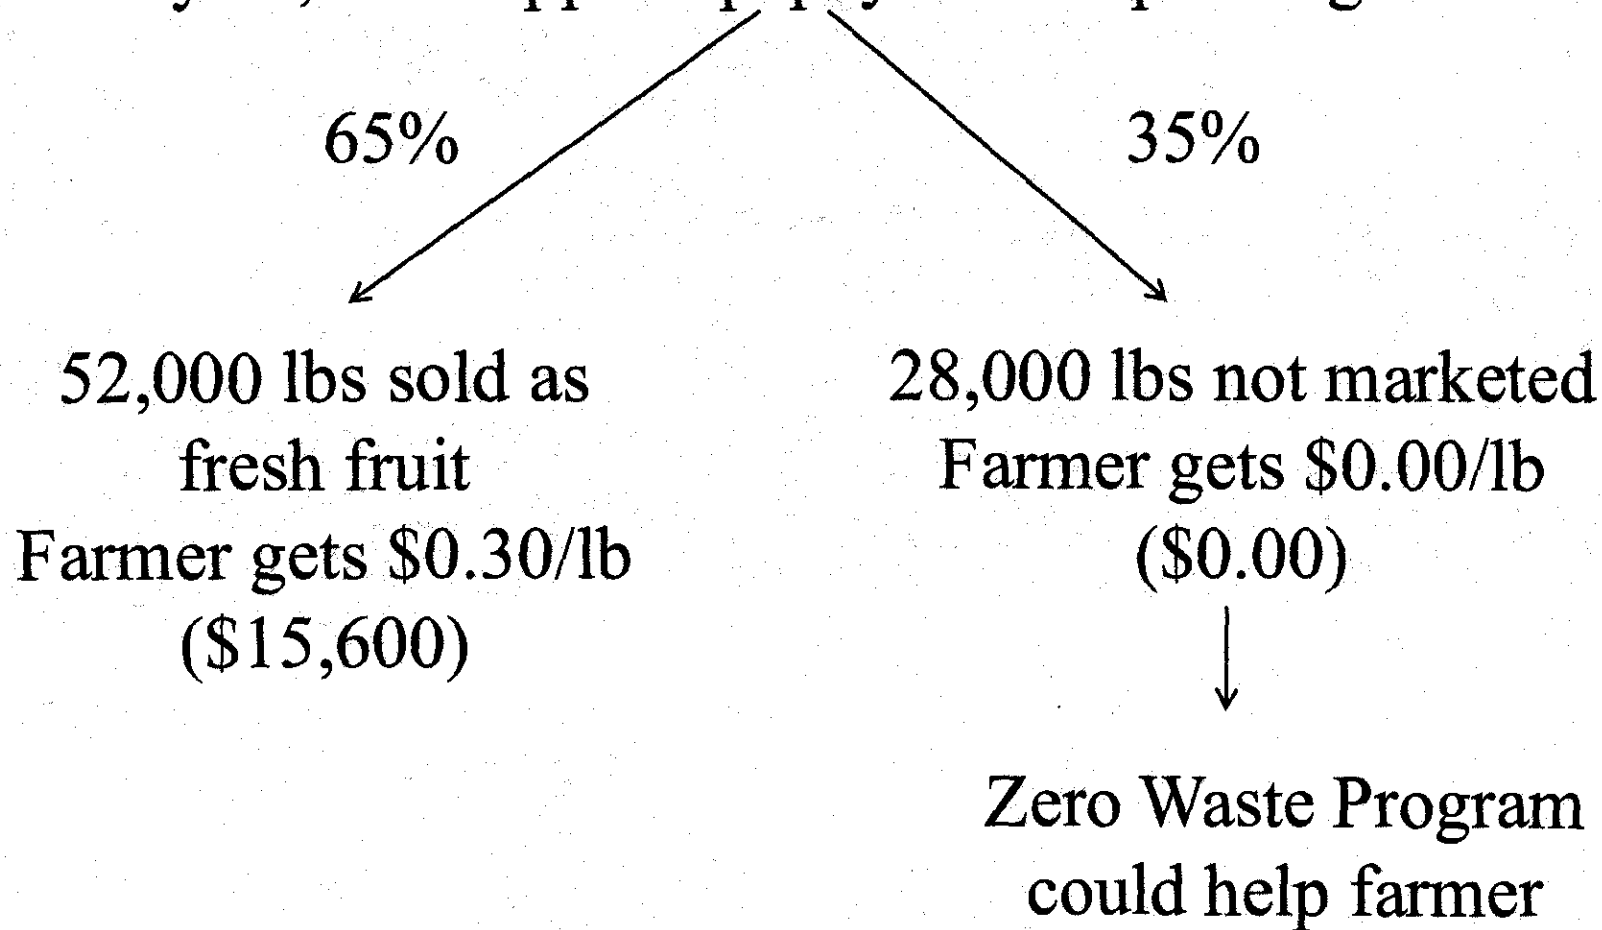 65%
35%
52,000 lbs sold as
fresh fruit
Farmer gets $0.30/lb
($15,600)
28,000 lbs not marketed
Farmer gets $0.00/lb
($0.00)
Zero Waste Program
could help farmer